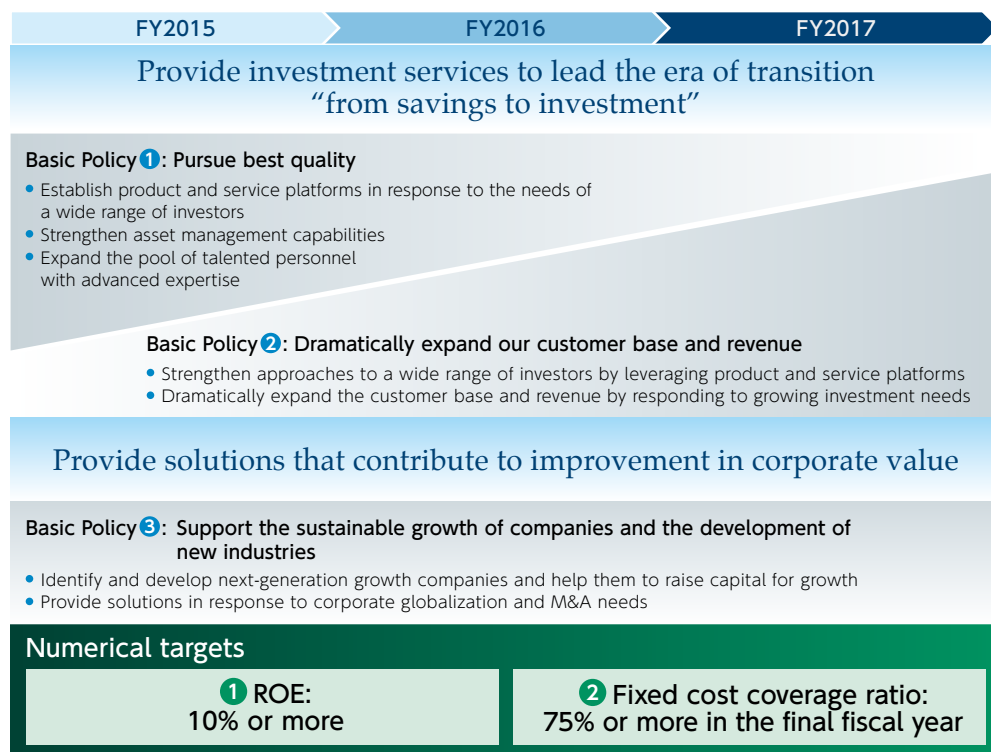 FY2015 FY2016 FY2017
Provide investment services to lead the era of transition
“from savings to investment”
Basic Policy 1: Pursue best quality
• Establish product and service platforms in response to the needs of
a wide range of investors
• Strengthen asset management capabilities
• Expand the pool of talented personnel
with advanced expertise
Basic Policy 2: Dramatically expand our customer base and revenue
• Strengthen approaches to a wide range of investors by leveraging product and service platforms
• Dramatically expand the customer base and revenue by responding to growing investment needs
Provide solutions that contribute to improvement in corporate value
Basic Policy 3: Support the sustainable growth of companies and the development of
new industries
• Identify and develop next-generation growth companies and help them to raise capital for growth
• Provide solutions in response to corporate globalization and M&A needs
Numerical targets
1 ROE:
10% or more
2 Fixed cost coverage ratio:
75% or more in the final fiscal year